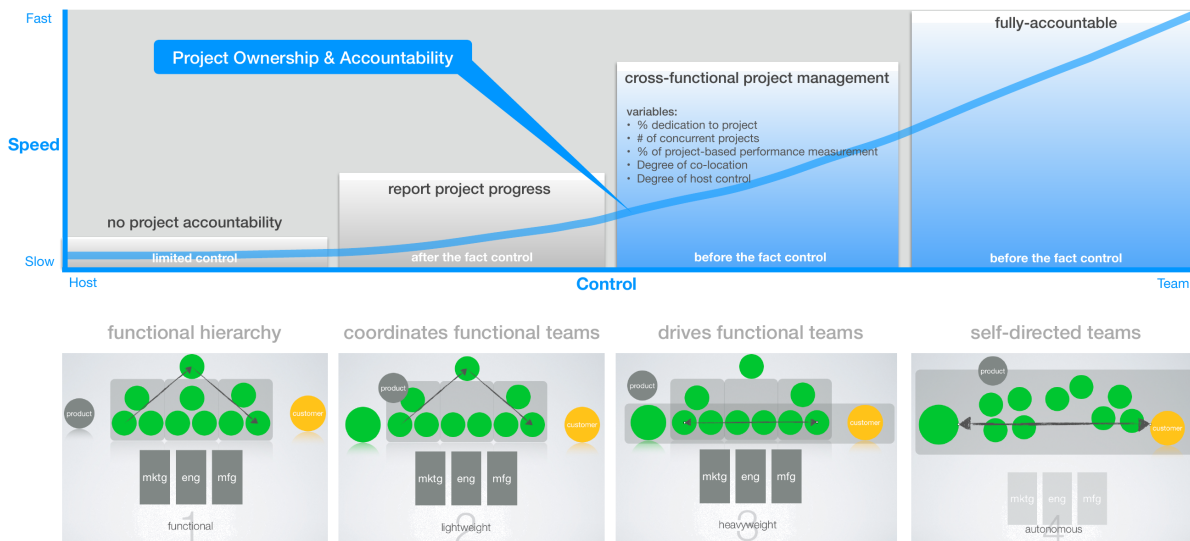 Fast
fully-accountable
Project Ownership & Accountability
cross-functional project management
variables:
• % dedication to project
• # of concurrent projects
• % of project-based performance measurement
• Degree of co-location
• Degree of host control
Speed
report project progress
no project accountability
limited control
after the fact control
before the fact control
before the fact control
Slow
Host
Control
Team
functional hierarchy
coordinates functional teams
drives functional teams
self-directed teams
product
customer
mktg
eng
mfg
1
functional
product
customer
mktg
eng
mfg
2
lightweight
product
customer
mktg
eng
mfg
3
heavyweight
product
customer
mktg
eng
mfg
4
autonomous